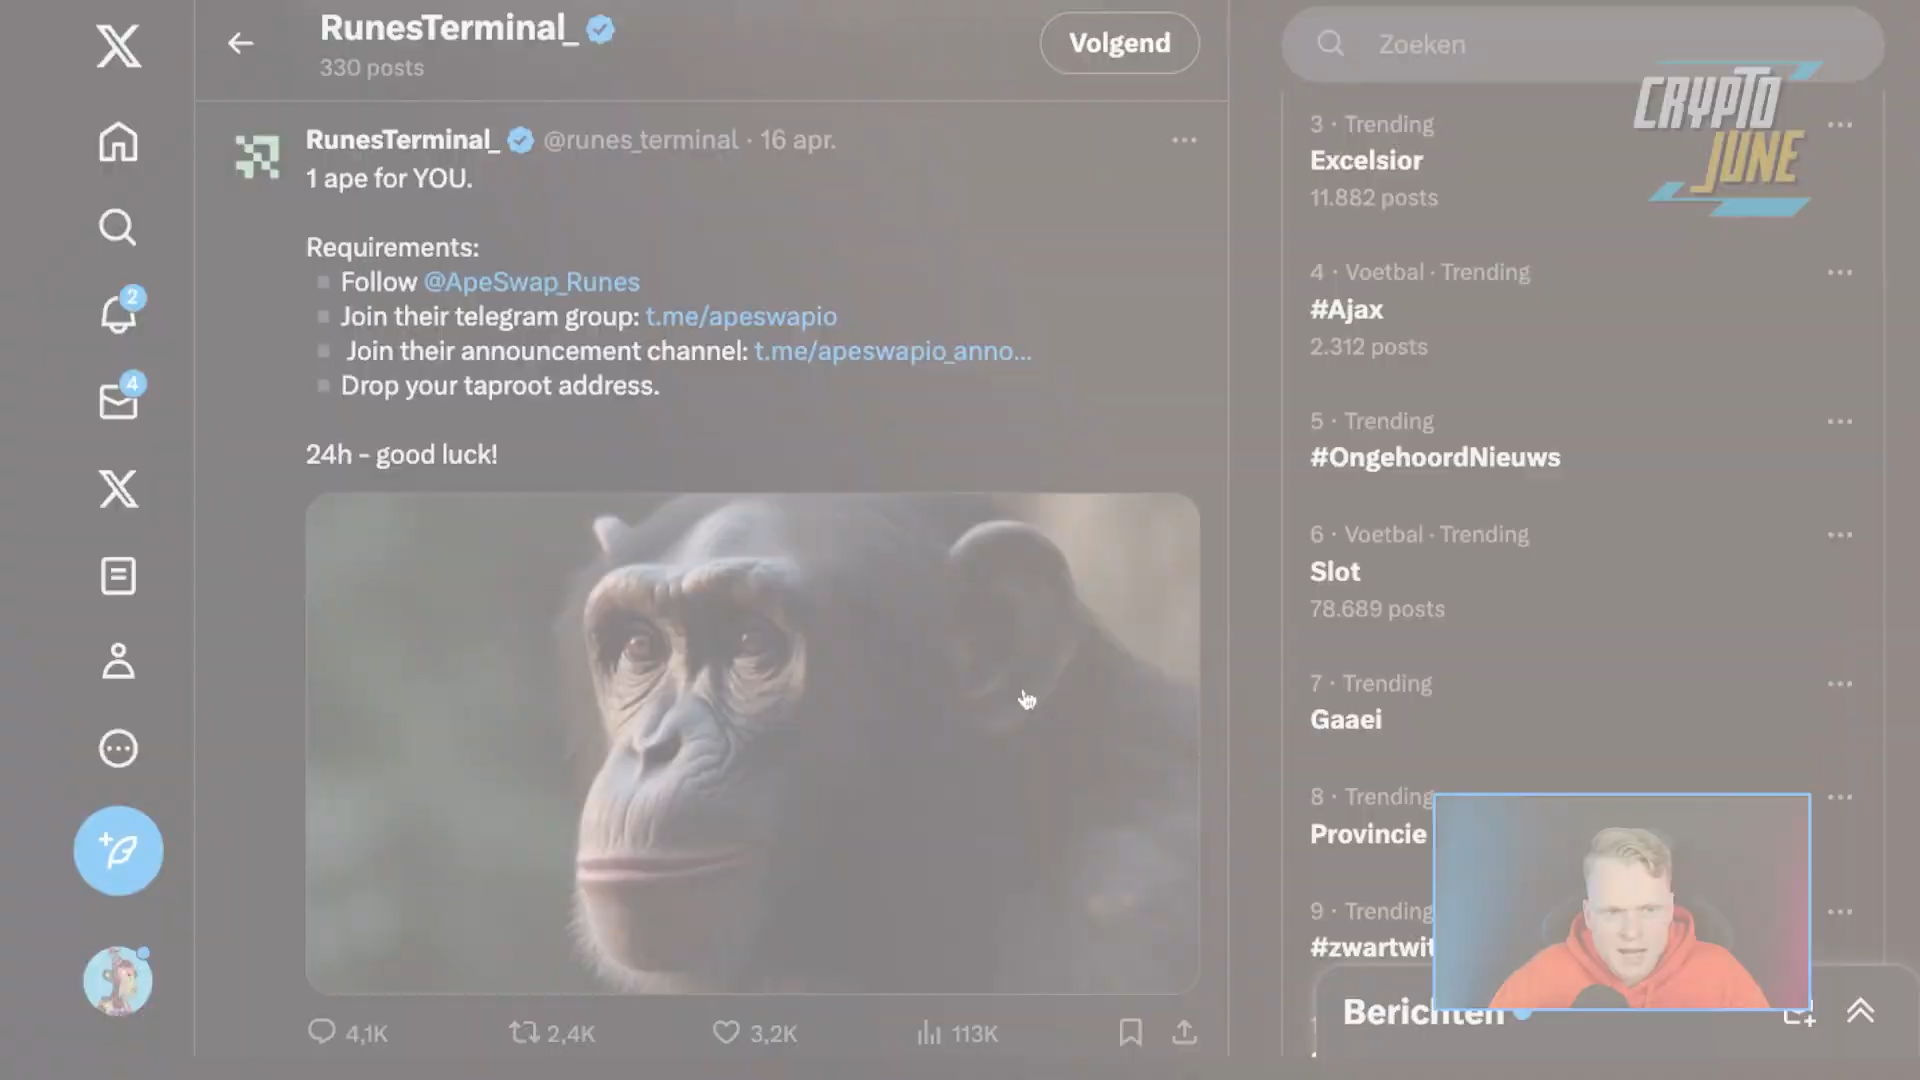 RunesTerminal_
330 posts
Volgend
Zoeken
CRYPTO
JUNE
RunesTerminal_ @runes_terminal · 16 apr.
1 ape for YOU.
Requirements:
Follow @ApeSwap_Runes
Join their telegram group: t.me/apeswapio
Join their announcement channel: t.me/apeswapio_anno...
Drop your taproot address.
24h - good luck!
4,1K
2,4K
3,2K
113K
2
4
3 · Trending
Excelsior
11.882 posts
4 · Voetbal · Trending
#Ajax
2.312 posts
5 · Trending
#OngehoordNieuws
6 · Voetbal · Trending
Slot
78.689 posts
7 · Trending
Gaaei
8 · Trending
Provincie
9 · Trending
#zwartwit
Berichten